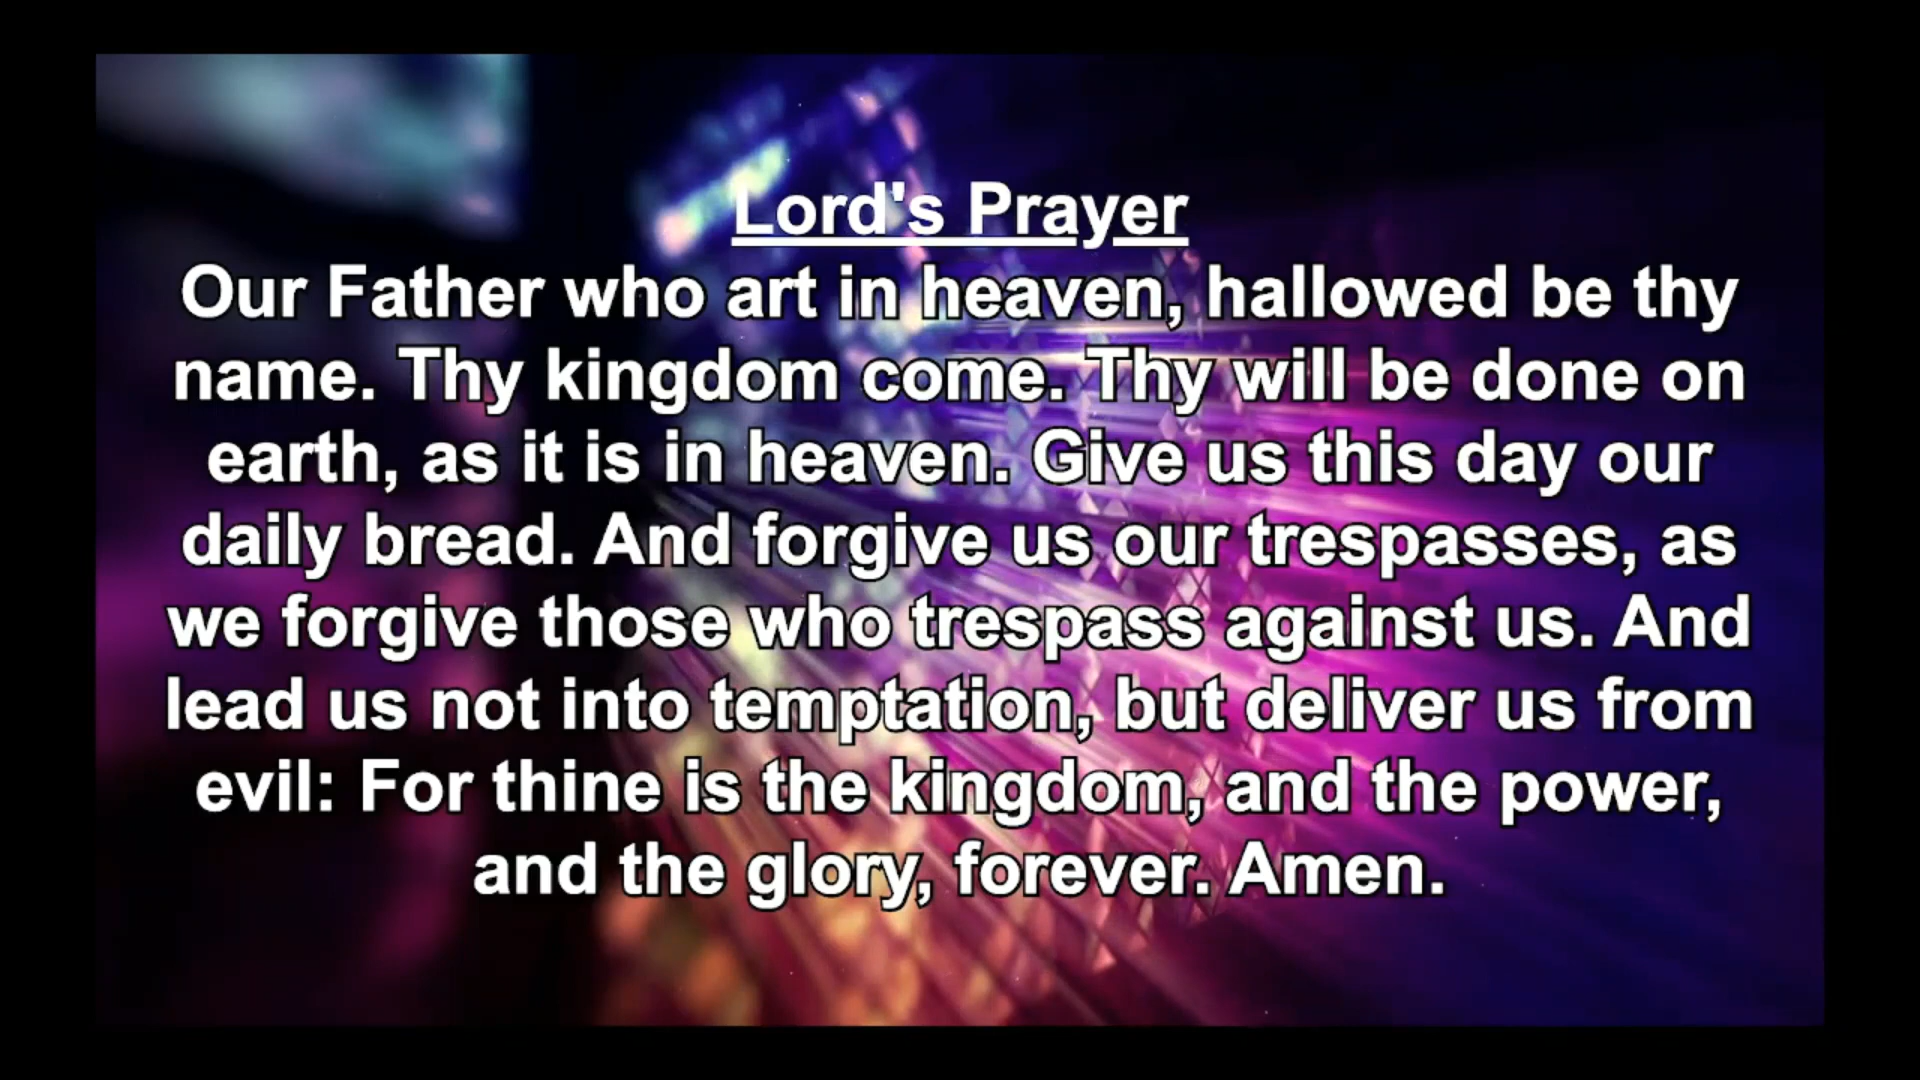 Lord's Prayer
Our Father who art in heaven, hallowed be thy
name. Thy kingdom come. Thy will be done on
earth, as it is in heaven. Give us this day our
daily bread. And forgive us our trespasses, as
we forgive those who trespass against us. And
lead us not into temptation, but deliver us from
evil: For thine is the kingdom, and the power,
and the glory, forever. Amen.